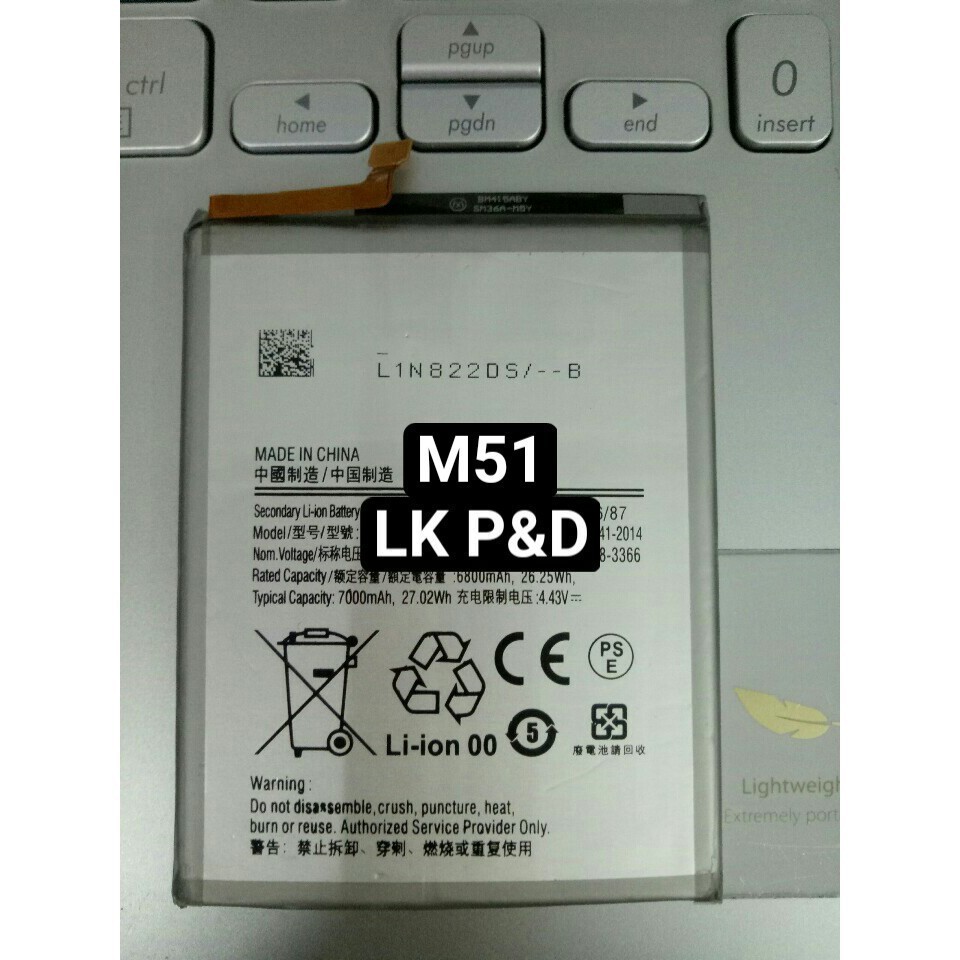 ctrl
pgup
home
pgdn
end
0
insert
BM415ABY
SM36A-M5Y
L1N822DS/--B
MADE IN CHINA
中國制造/中国制造
M51
LK P&D
Secondary Li-ion Battery
/87
Model/型号/型號:
41-2014
Nom.Voltage/标称电压
-3366
Rated Capacity/额定容量/額定電容量 :6800mAh, 26.25Wh,
Typical Capacity: 7000mAh, 27.02Wh 充电限制电压:4.43V
CE
PS
E
Li-ion 00
5
廢電池請回收
Warning:
Do not disassemble,crush, puncture, heat,
burn or reuse. Authorized Service Provider Only.
警告: 禁止拆卸、穿刺、燃烧或重复使用
Lightweigh
Extremely port